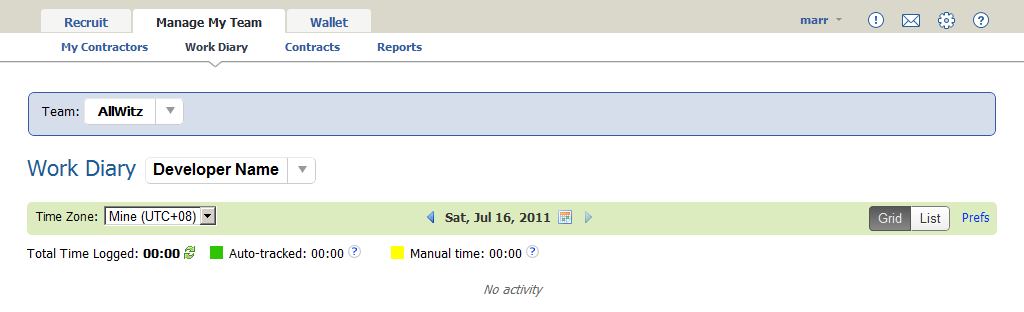 Recruit Manage My Team Wallet marr ! ?
My Contractors Work Diary Contracts Reports
Team: AllWitz
Work Diary Developer Name
Time Zone: Mine (UTC+08) Sat, Jul 16, 2011 Grid List Prefs
Total Time Logged: 00:00 Auto-tracked: 00:00 ? Manual time: 00:00 ?
No activity